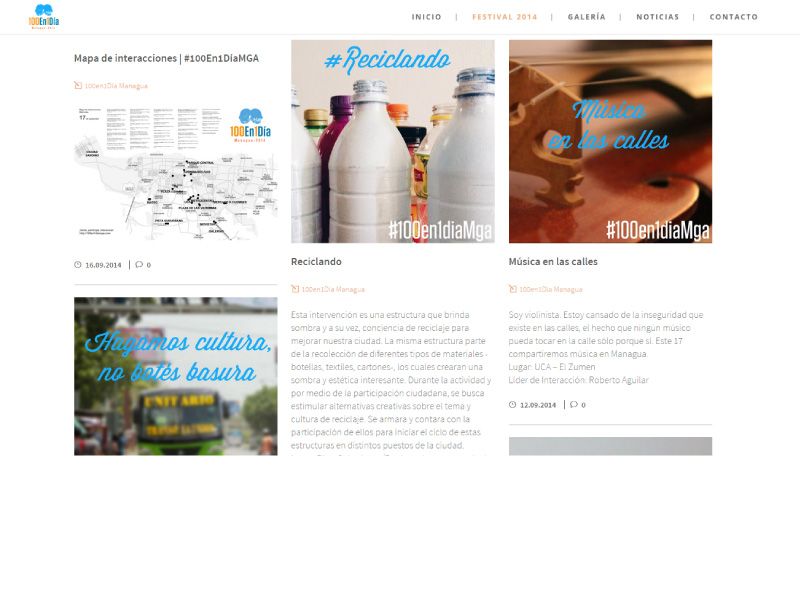 100En1Día
Managua 2014
INICIO | FESTIVAL 2014 | GALERÍA | NOTICIAS | CONTACTO
Mapa de interacciones | #100En1DíaMGA
100en1Día Managua
17
100En1Día
Managua 2014
16.09.2014 | 0
Hagamos cultura,
no botés basura
UNITARIO
#Reciclando
#100en1diaMga
Reciclando
100en1Día Managua
Esta intervención es una estructura que brinda
sombra y a su vez, conciencia de reciclaje para
mejorar nuestra ciudad. La misma estructura parte
de la recolección de diferentes tipos de materiales -
botellas, textiles, cartones-, los cuales crearan una
sombra y estética interesante. Durante la actividad y
por medio de la participación ciudadana, se busca
estimular alternativas creativas sobre el tema y
cultura de reciclaje. Se armara y contara con la
participación de ellos para iniciar el ciclo de estas
estructuras en distintos puestos de la ciudad.
Música
en las calles
#100en1diaMga
Música en las calles
100en1Día Managua
Soy violinista. Estoy cansado de la inseguridad que
existe en las calles, el hecho que ningún músico
pueda tocar en la calle sólo porque sí. Este 17
compartiremos música en Managua.
Lugar: UCA – El Zumen
Líder de Interacción: Roberto Aguilar
12.09.2014 | 0